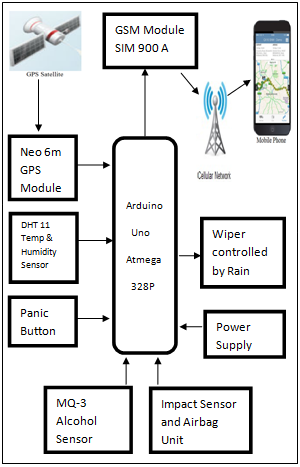 GSM Module
SIM 900 A
GPS Satellite
Mobile Phone
Cellular Network
Neo 6m
GPS
Module
Arduino
Uno
Atmega
328P
DHT 11
Temp &
Humidity
Sensor
Wiper
controlled
by Rain
Panic
Button
Power
Supply
MQ-3
Alcohol
Sensor
Impact Sensor
and Airbag
Unit